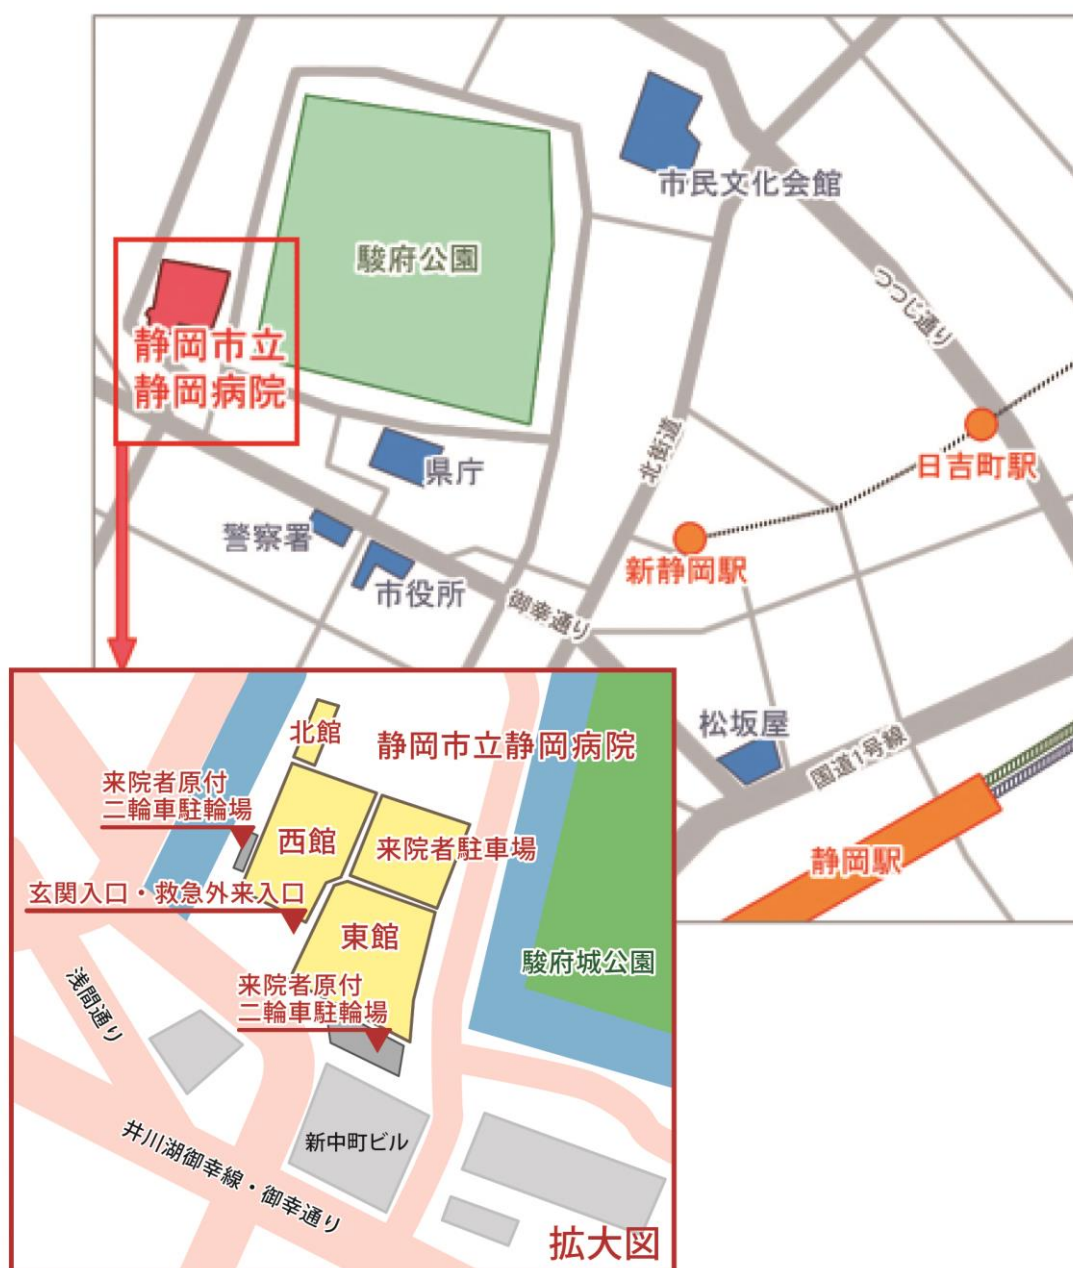 市民文化会館
駿府公園
つつじ通り
静岡市立
静岡病院
北街道
日吉町駅
県庁
警察署
新静岡駅
市役所
御幸通り
松坂屋
国道1号線
静岡駅
北館
静岡市立静岡病院
来院者原付
二輪車駐輪場
西館
来院者駐車場
玄関入口・救急外来入口
東館
駿府城公園
来院者原付
二輪車駐輪場
浅間通り
新中町ビル
井川湖御幸線・御幸通り
拡大図